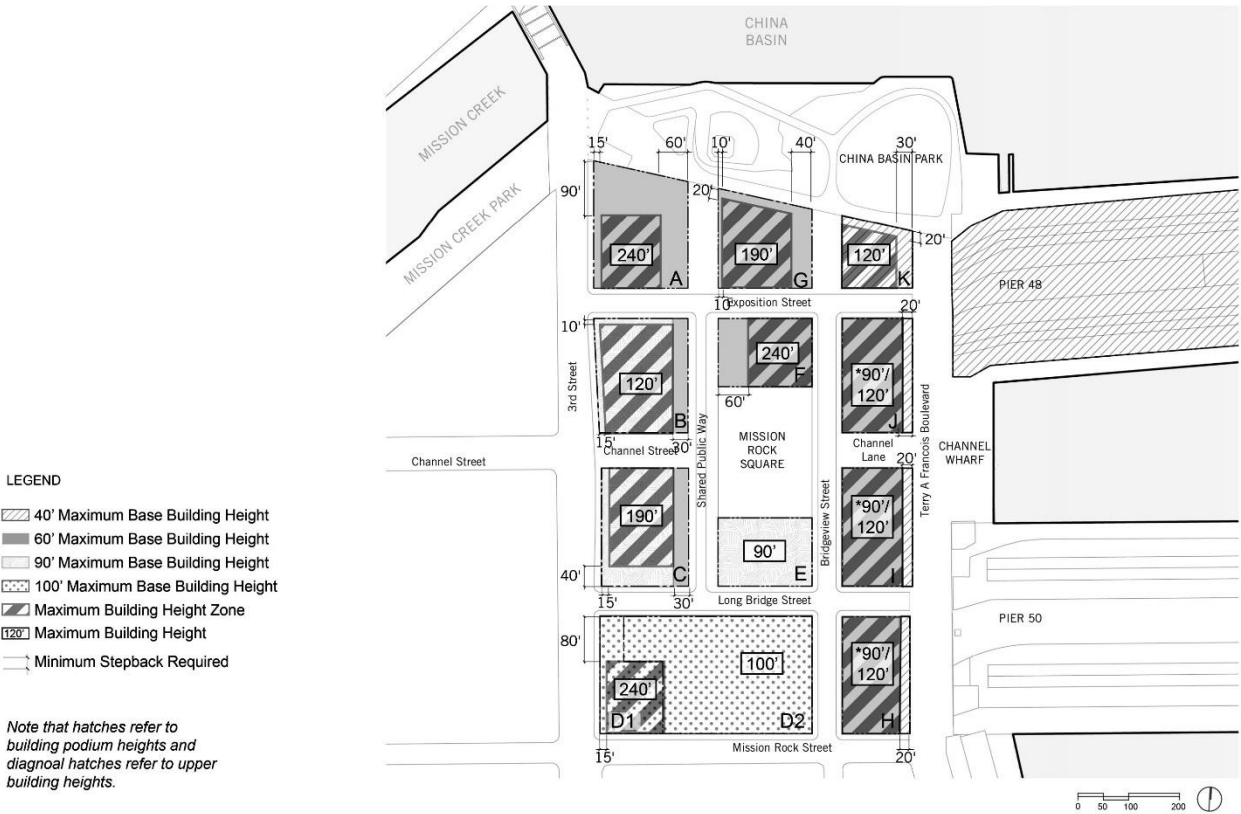 CHINA
BASIN
MISSION CREEK
MISSION CREEK PARK
CHINA BASIN PARK
15'
60'
10'
40'
30'
90'
20'
20'
240'
A
190'
G
120'
K
PIER 48
10'
Exposition Street
20'
10'
3rd Street
120'
B
15'
30'
240'
F
60'
*90'/
120'
J
Channel Street
Channel Street
Shared Public Way
MISSION
ROCK
SQUARE
Bridgeview Street
Channel
Lane
20'
Terry A Francois Boulevard
CHANNEL
WHARF
190'
C
40'
15'
30'
90'
E
*90'/
120'
I
Long Bridge Street
PIER 50
80'
240'
D1
100'
D2
*90'/
120'
H
15'
Mission Rock Street
20'
LEGEND
40' Maximum Base Building Height
60' Maximum Base Building Height
90' Maximum Base Building Height
100' Maximum Base Building Height
Maximum Building Height Zone
120' Maximum Building Height
Minimum Stepback Required
Note that hatches refer to
building podium heights and
diagnoal hatches refer to upper
building heights.
0 50 100 200